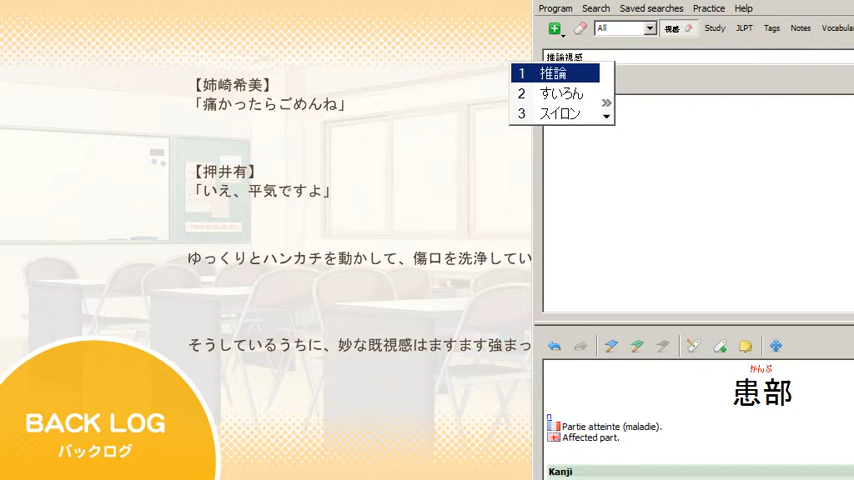 【姉崎希美】
「痛かったらごめんね」
【押井有】
「いえ、平気ですよ」
ゆっくりとハンカチを動かして、傷口を洗浄してい
そうしているうちに、妙な既視感はますます強まっ
BACK LOG
バックログ
Program Search Saved searches Practice Help
All 視感 Study JLPT Tags Notes Vocabula
推論視感
1 推論
2 すいろん
3 スイロン
かんぶ
患部
n
Partie atteinte (maladie).
Affected part.
Kanji